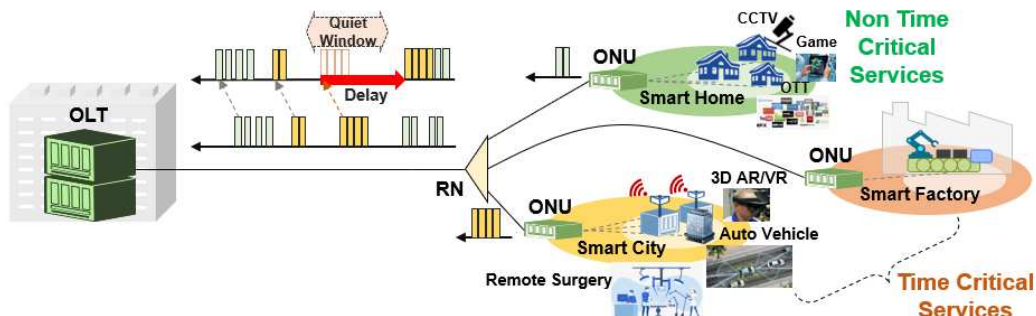 Quiet
Window
Delay
OLT
RN
ONU
Smart Home
CCTV
Game
OTT
Non Time
Critical
Services
ONU
Smart Factory
ONU
Smart City
3D AR/VR
Auto Vehicle
Remote Surgery
Time Critical
Services